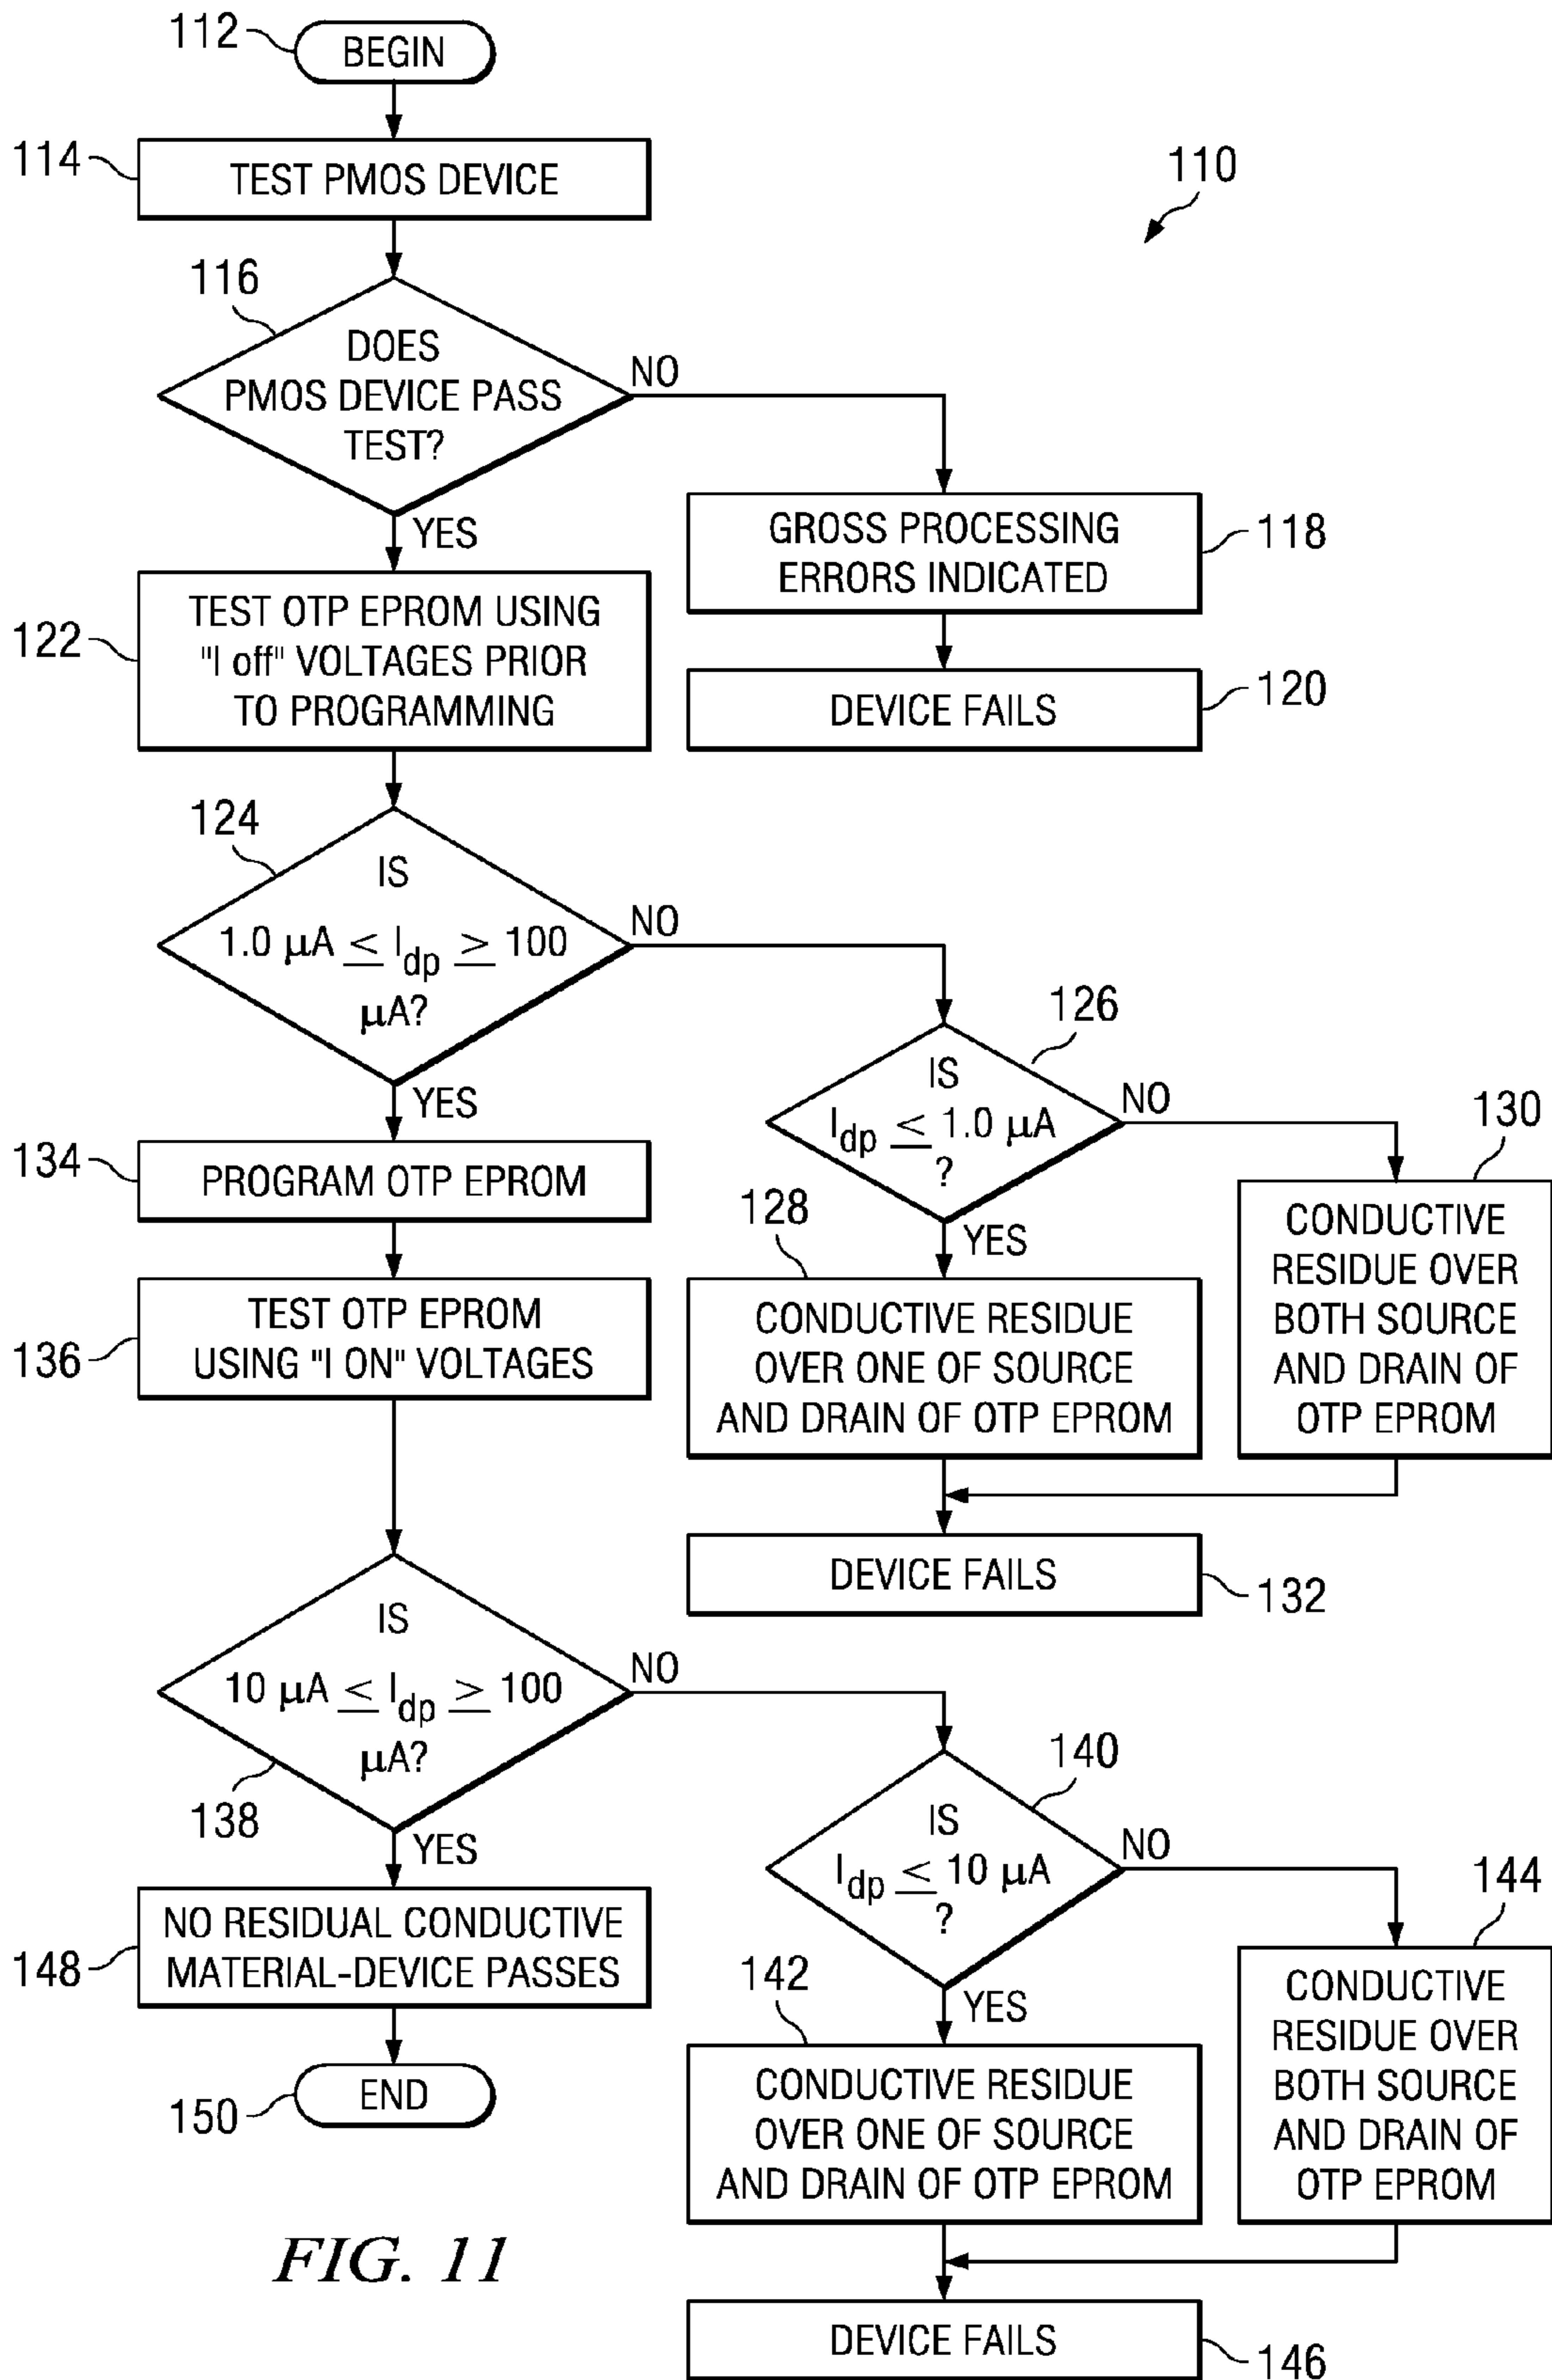 112
BEGIN
114
TEST PMOS DEVICE
110
116
DOES
PMOS DEVICE PASS
TEST?
NO
YES
GROSS PROCESSING
ERRORS INDICATED
118
122
TEST OTP EPROM USING
"I off" VOLTAGES PRIOR
TO PROGRAMMING
DEVICE FAILS
120
124
IS
1.0 μA ≤ Idp ≥ 100
μA?
NO
YES
126
IS
Idp ≤ 1.0 μA
?
NO
YES
130
CONDUCTIVE
RESIDUE OVER
BOTH SOURCE
AND DRAIN OF
OTP EPROM
134
PROGRAM OTP EPROM
128
CONDUCTIVE RESIDUE
OVER ONE OF SOURCE
AND DRAIN OF OTP EPROM
136
TEST OTP EPROM
USING "I ON" VOLTAGES
DEVICE FAILS
132
IS
10 μA ≤ Idp ≥ 100
μA?
138
NO
YES
140
IS
Idp ≤ 10 μA
?
NO
YES
144
CONDUCTIVE
RESIDUE OVER
BOTH SOURCE
AND DRAIN OF
OTP EPROM
148
NO RESIDUAL CONDUCTIVE
MATERIAL-DEVICE PASSES
142
CONDUCTIVE RESIDUE
OVER ONE OF SOURCE
AND DRAIN OF OTP EPROM
150
END
DEVICE FAILS
146
FIG. 11